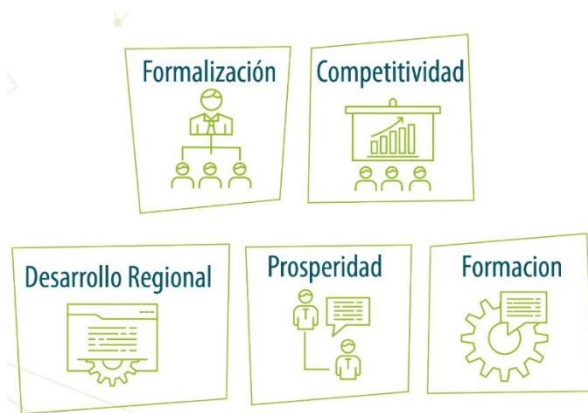 Formalización
Competitividad
Desarrollo Regional
Prosperidad
Formacion